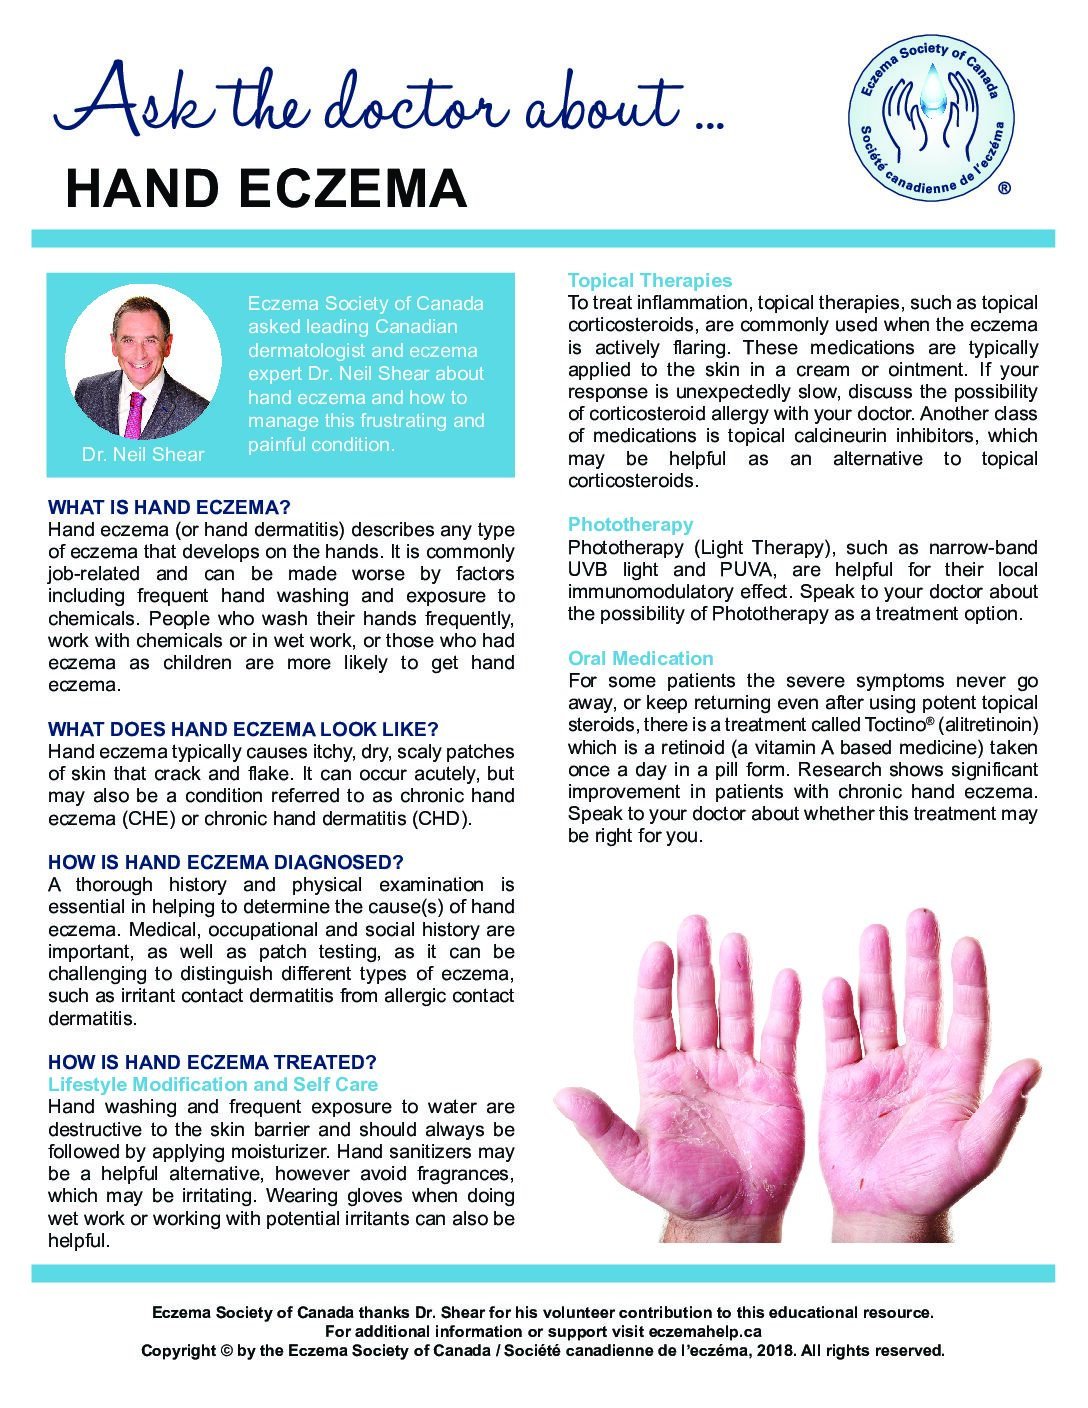 Ask the doctor about ...
HAND ECZEMA
Eczema Society of Canada
Société canadienne de l'eczéma
®
Eczema Society of Canada
asked leading Canadian
dermatologist and eczema
expert Dr. Neil Shear about
hand eczema and how to
manage this frustrating and
painful condition.
Dr. Neil Shear
WHAT IS HAND ECZEMA?
Hand eczema (or hand dermatitis) describes any type
of eczema that develops on the hands. It is commonly
job-related and can be made worse by factors
including frequent hand washing and exposure to
chemicals. People who wash their hands frequently,
work with chemicals or in wet work, or those who had
eczema as children are more likely to get hand
eczema.
WHAT DOES HAND ECZEMA LOOK LIKE?
Hand eczema typically causes itchy, dry, scaly patches
of skin that crack and flake. It can occur acutely, but
may also be a condition referred to as chronic hand
eczema (CHE) or chronic hand dermatitis (CHD).
HOW IS HAND ECZEMA DIAGNOSED?
A thorough history and physical examination is
essential in helping to determine the cause(s) of hand
eczema. Medical, occupational and social history are
important, as well as patch testing, as it can be
challenging to distinguish different types of eczema,
such as irritant contact dermatitis from allergic contact
dermatitis.
HOW IS HAND ECZEMA TREATED?
Lifestyle Modification and Self Care
Hand washing and frequent exposure to water are
destructive to the skin barrier and should always be
followed by applying moisturizer. Hand sanitizers may
be a helpful alternative, however avoid fragrances,
which may be irritating. Wearing gloves when doing
wet work or working with potential irritants can also be
helpful.
Topical Therapies
To treat inflammation, topical therapies, such as topical
corticosteroids, are commonly used when the eczema
is actively flaring. These medications are typically
applied to the skin in a cream or ointment. If your
response is unexpectedly slow, discuss the possibility
of corticosteroid allergy with your doctor. Another class
of medications is topical calcineurin inhibitors, which
may be helpful as an alternative to topical
corticosteroids.
Phototherapy
Phototherapy (Light Therapy), such as narrow-band
UVB light and PUVA, are helpful for their local
immunomodulatory effect. Speak to your doctor about
the possibility of Phototherapy as a treatment option.
Oral Medication
For some patients the severe symptoms never go
away, or keep returning even after using potent topical
steroids, there is a treatment called Toctino® (alitretinoin)
which is a retinoid (a vitamin A based medicine) taken
once a day in a pill form. Research shows significant
improvement in patients with chronic hand eczema.
Speak to your doctor about whether this treatment may
be right for you.
Eczema Society of Canada thanks Dr. Shear for his volunteer contribution to this educational resource.
For additional information or support visit eczemahelp.ca
Copyright © by the Eczema Society of Canada / Société canadienne de l'eczéma, 2018. All rights reserved.